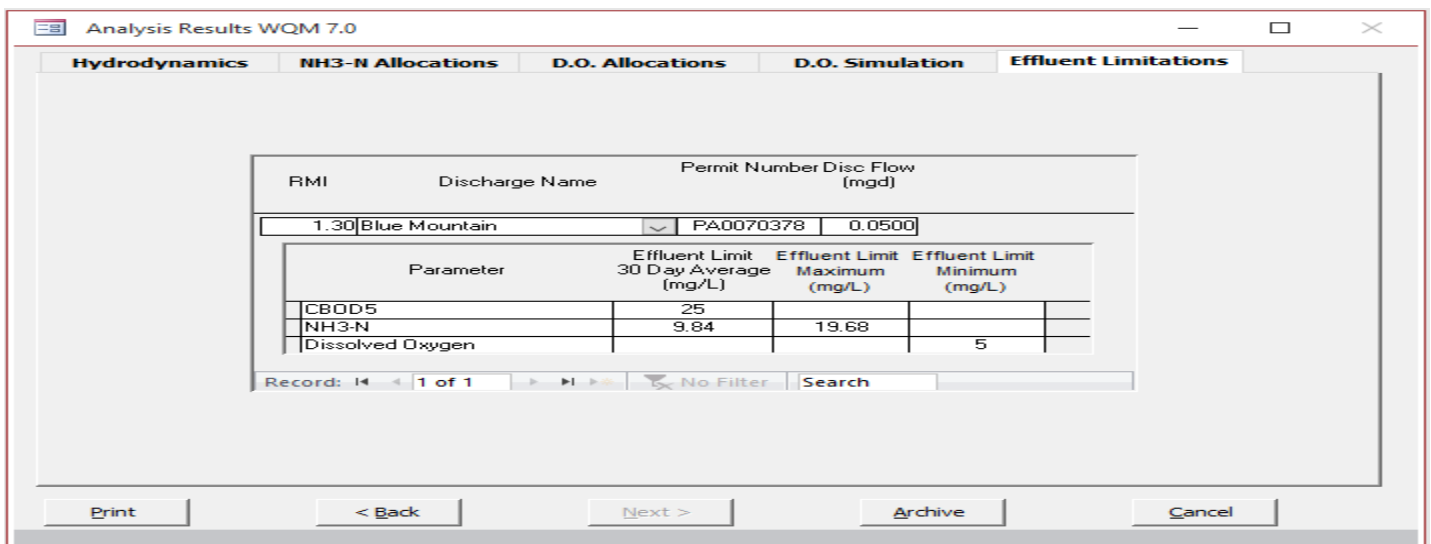 Analysis Results WQM 7.0
Hydrodynamics NH3-N Allocations D.O. Allocations D.O. Simulation Effluent Limitations
RMI Discharge Name Permit Number Disc Flow (mgd)
1.30 Blue Mountain PA0070378 0.0500
Parameter Effluent Limit 30 Day Average (mg/L) Effluent Limit Maximum (mg/L) Effluent Limit Minimum (mg/L)
CBOD5 25
NH3-N 9.84 19.68
Dissolved Oxygen 5
Record: 1 of 1 No Filter Search
Print < Back Next > Archive Cancel